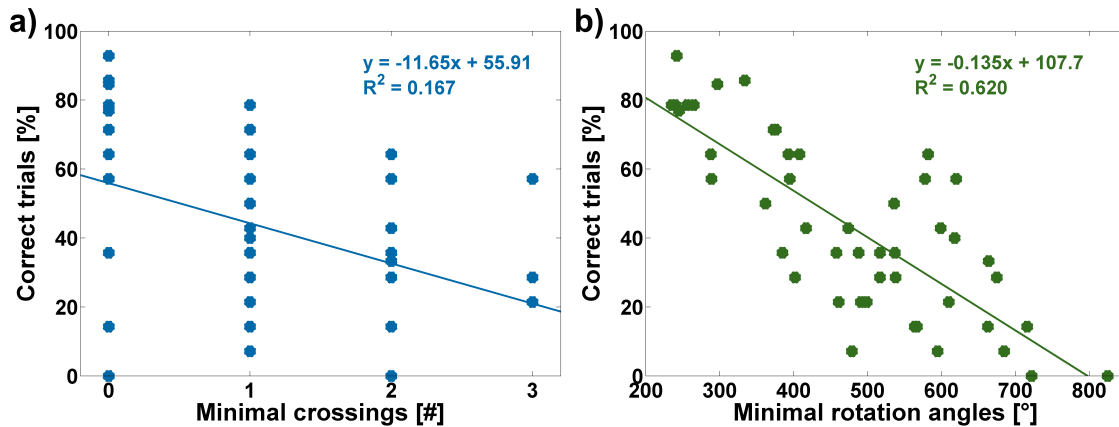 a)
Correct trials [%]
100
80
60
40
20
0
y = -11.65x + 55.91
R² = 0.167
0 1 2 3
Minimal crossings [#]
b)
Correct trials [%]
100
80
60
40
20
0
y = -0.135x + 107.7
R² = 0.620
200 300 400 500 600 700 800
Minimal rotation angles [°]